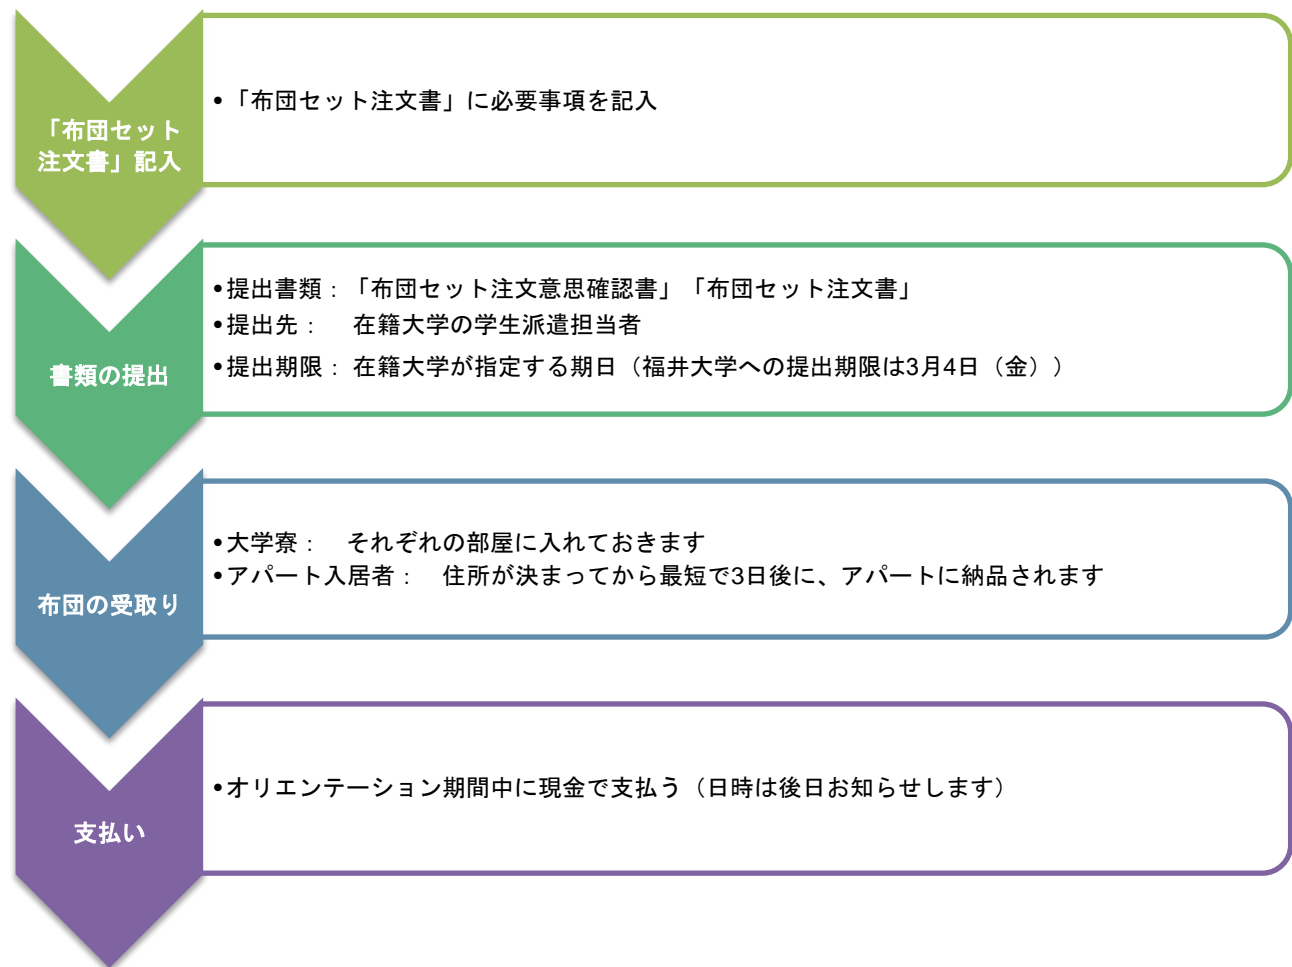 「布団セット
注文書」記入
•「布団セット注文書」に必要事項を記入
書類の提出
•提出書類：「布団セット注文意思確認書」「布団セット注文書」
•提出先：　在籍大学の学生派遣担当者
•提出期限：在籍大学が指定する期日（福井大学への提出期限は3月4日（金））
布団の受取り
•大学寮：　それぞれの部屋に入れておきます
•アパート入居者：　住所が決まってから最短で3日後に、アパートに納品されます
支払い
•オリエンテーション期間中に現金で支払う（日時は後日お知らせします）